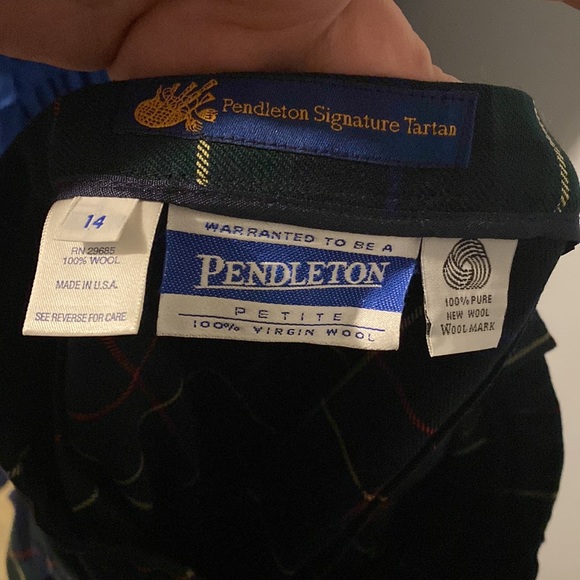 Pendleton Signature Tartan
14
RN 29685
100% WOOL
MADE IN U.S.A.
SEE REVERSE FOR CARE
WARRANTED TO BE A
PENDLETON
PETITE
100% VIRGIN WOOL
100% PURE
NEW WOOL
WOOLMARK